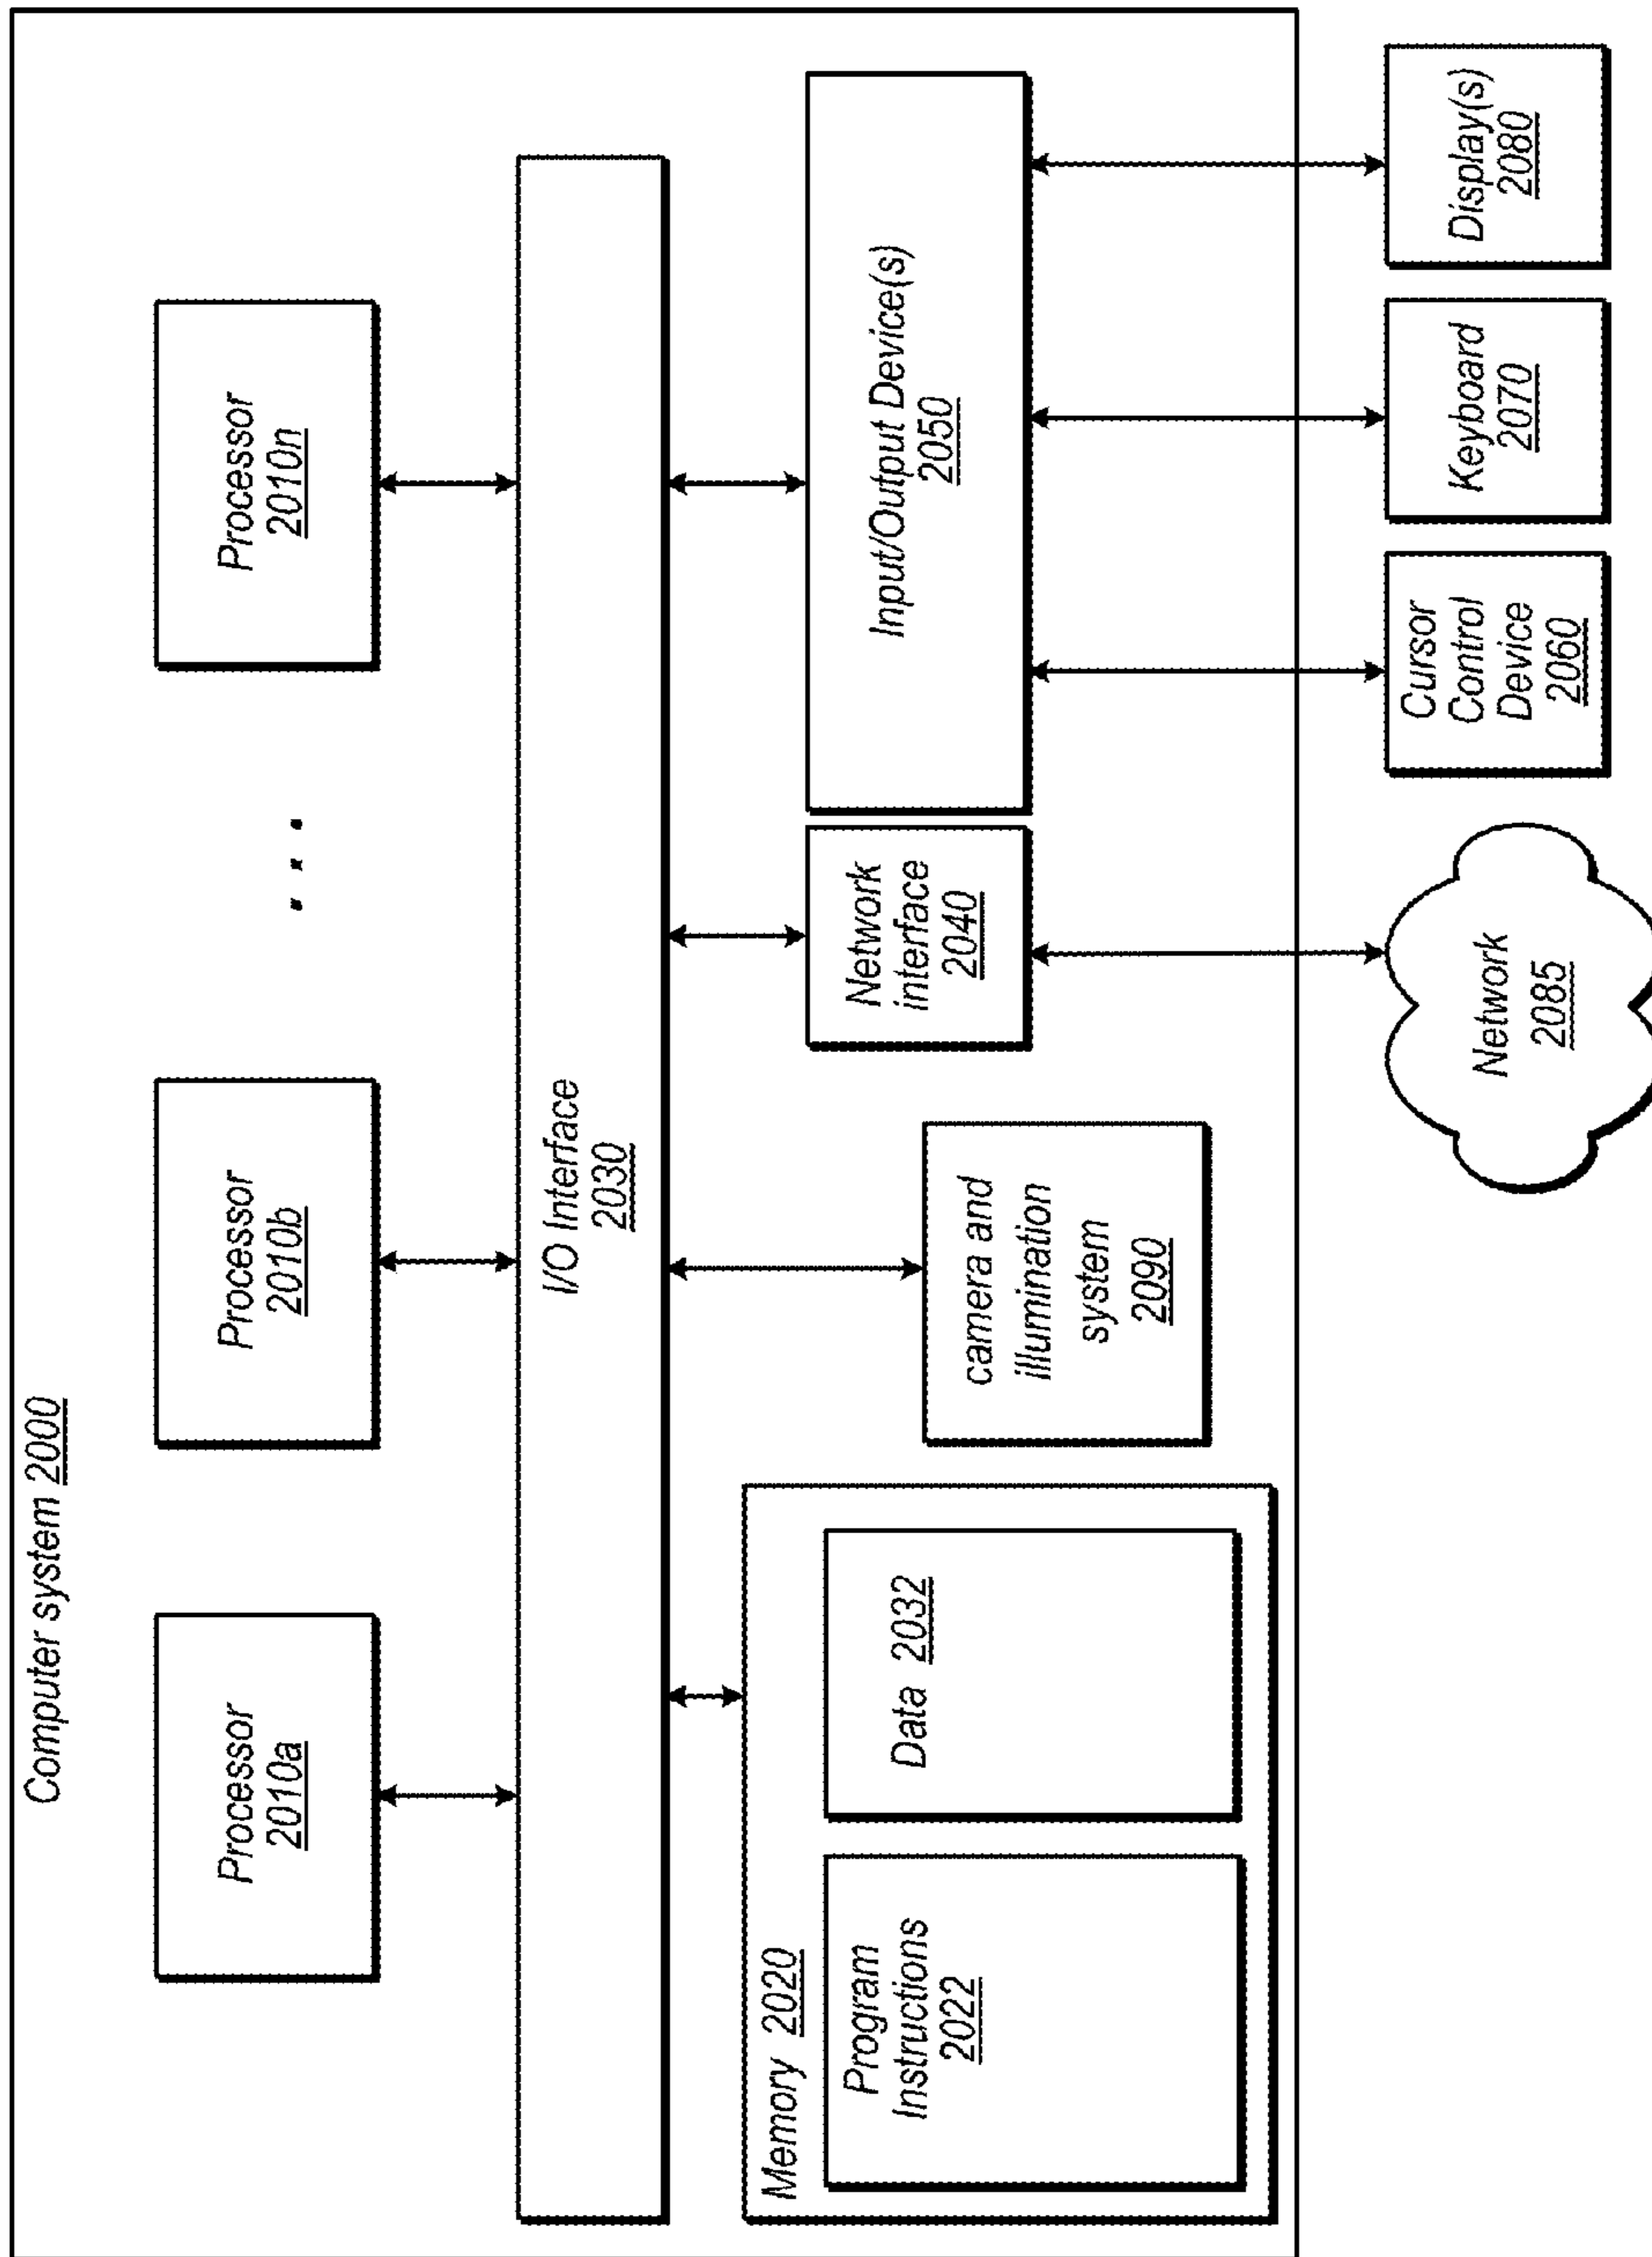 Computer system 2000
Processor
2010a
Processor
2010b
. . .
Processor
2010n
I/O Interface
2030
Memory 2020
Program
Instructions
2022
Data 2032
camera and
illumination
system
2090
Network
interface
2040
Input/Output Device(s)
2050
Network
2085
Cursor
Control
Device
2060
Keyboard
2070
Display(s)
2080